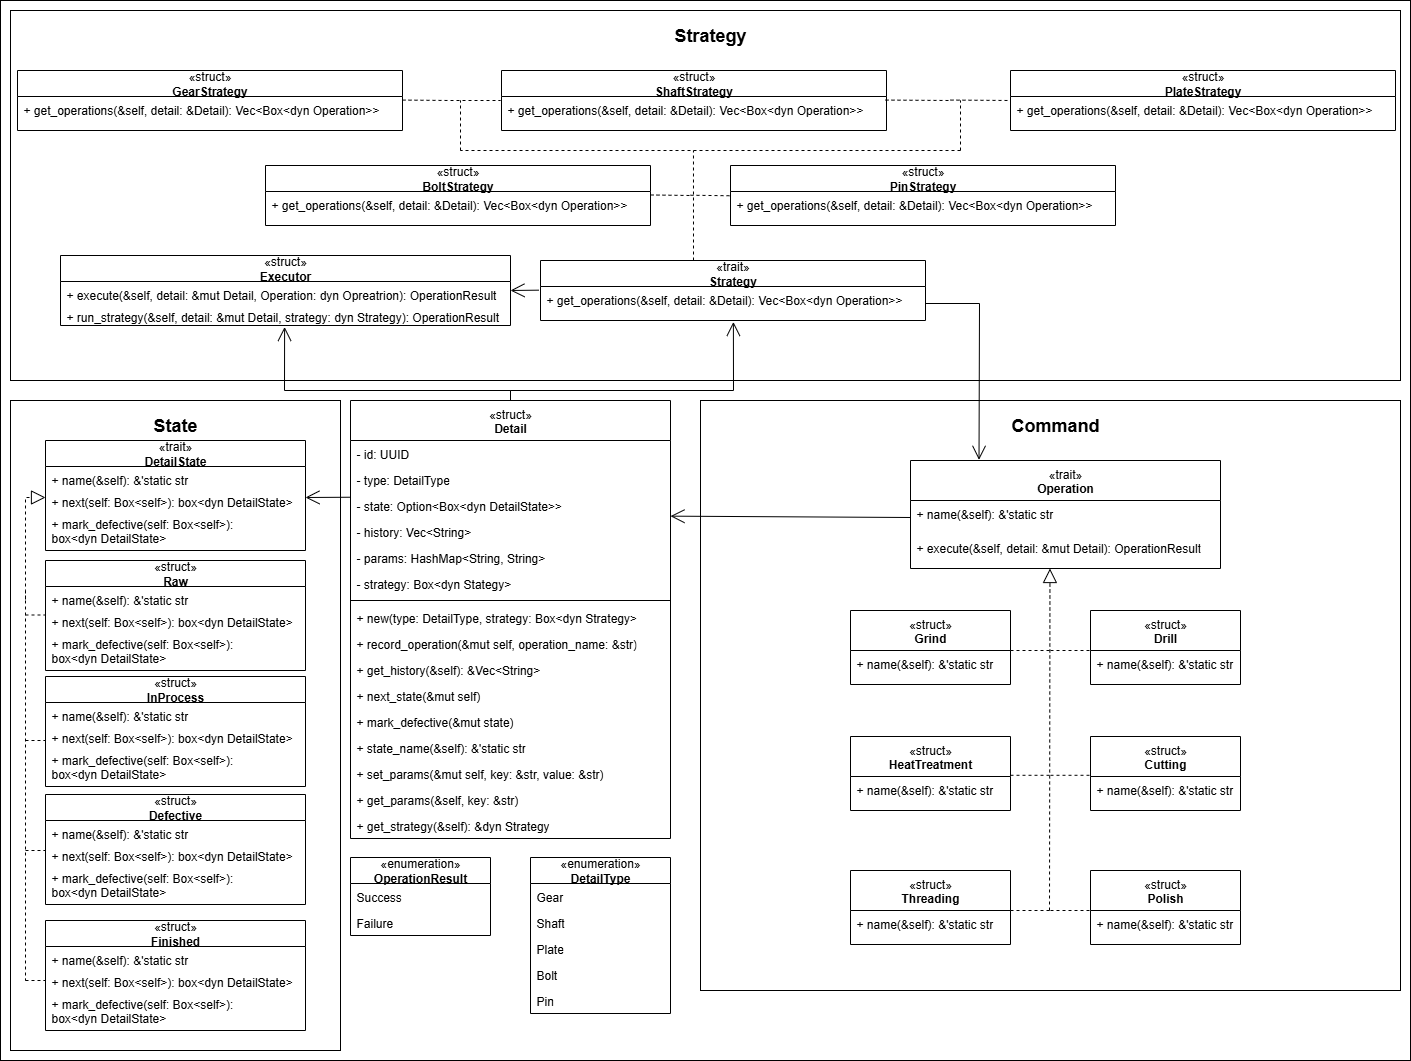 Strategy
«struct»
GearStrategy
+ get_operations(&self, detail: &Detail): Vec<Box<dyn Operation>>
«struct»
ShaftStrategy
+ get_operations(&self, detail: &Detail): Vec<Box<dyn Operation>>
«struct»
PlateStrategy
+ get_operations(&self, detail: &Detail): Vec<Box<dyn Operation>>
«struct»
BoltStrategy
+ get_operations(&self, detail: &Detail): Vec<Box<dyn Operation>>
«struct»
PinStrategy
+ get_operations(&self, detail: &Detail): Vec<Box<dyn Operation>>
«struct»
Executor
+ execute(&self, detail: &mut Detail, Operation: dyn Opreatrion): OperationResult
+ run_strategy(&self, detail: &mut Detail, strategy: dyn Strategy): OperationResult
«trait»
Strategy
+ get_operations(&self, detail: &Detail): Vec<Box<dyn Operation>>
State
«trait»
DetailState
+ name(&self): &'static str
+ next(self: Box<self>): box<dyn DetailState>
+ mark_defective(self: Box<self>):
box<dyn DetailState>
«struct»
Raw
+ name(&self): &'static str
+ next(self: Box<self>): box<dyn DetailState>
+ mark_defective(self: Box<self>):
box<dyn DetailState>
«struct»
InProcess
+ name(&self): &'static str
+ next(self: Box<self>): box<dyn DetailState>
+ mark_defective(self: Box<self>):
box<dyn DetailState>
«struct»
Defective
+ name(&self): &'static str
+ next(self: Box<self>): box<dyn DetailState>
+ mark_defective(self: Box<self>):
box<dyn DetailState>
«struct»
Finished
+ name(&self): &'static str
+ next(self: Box<self>): box<dyn DetailState>
+ mark_defective(self: Box<self>):
box<dyn DetailState>
«struct»
Detail
- id: UUID
- type: DetailType
- state: Option<Box<dyn DetailState>>
- history: Vec<String>
- params: HashMap<String, String>
- strategy: Box<dyn Stategy>
+ new(type: DetailType, strategy: Box<dyn Strategy>
+ record_operation(&mut self, operation_name: &str)
+ get_history(&self): &Vec<String>
+ next_state(&mut self)
+ mark_defective(&mut state)
+ state_name(&self): &'static str
+ set_params(&mut self, key: &str, value: &str)
+ get_params(&self, key: &str)
+ get_strategy(&self): &dyn Strategy
«enumeration»
OperationResult
Success
Failure
«enumeration»
DetailType
Gear
Shaft
Plate
Bolt
Pin
Command
«trait»
Operation
+ name(&self): &'static str
+ execute(&self, detail: &mut Detail): OperationResult
«struct»
Grind
+ name(&self): &'static str
«struct»
Drill
+ name(&self): &'static str
«struct»
HeatTreatment
+ name(&self): &'static str
«struct»
Cutting
+ name(&self): &'static str
«struct»
Threading
+ name(&self): &'static str
«struct»
Polish
+ name(&self): &'static str